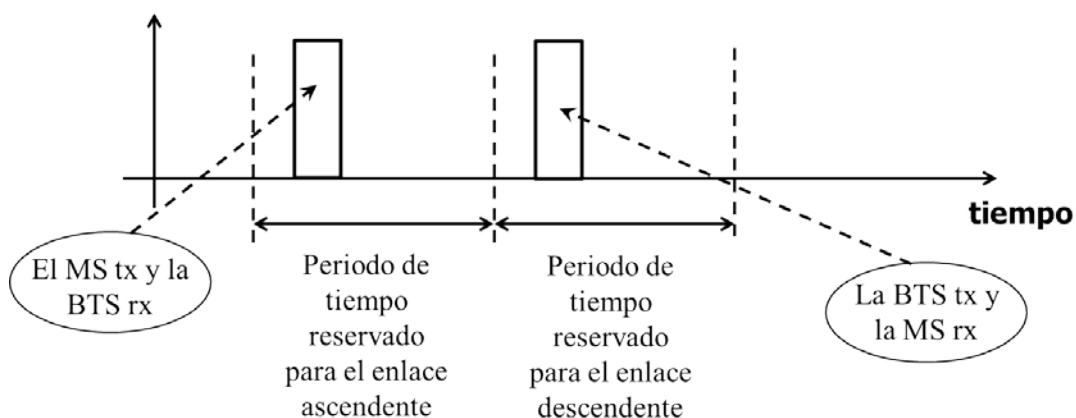 tiempo
El MS tx y la
BTS rx
Periodo de
tiempo
reservado
para el enlace
ascendente
Periodo de
tiempo
reservado
para el enlace
descendente
La BTS tx y
la MS rx